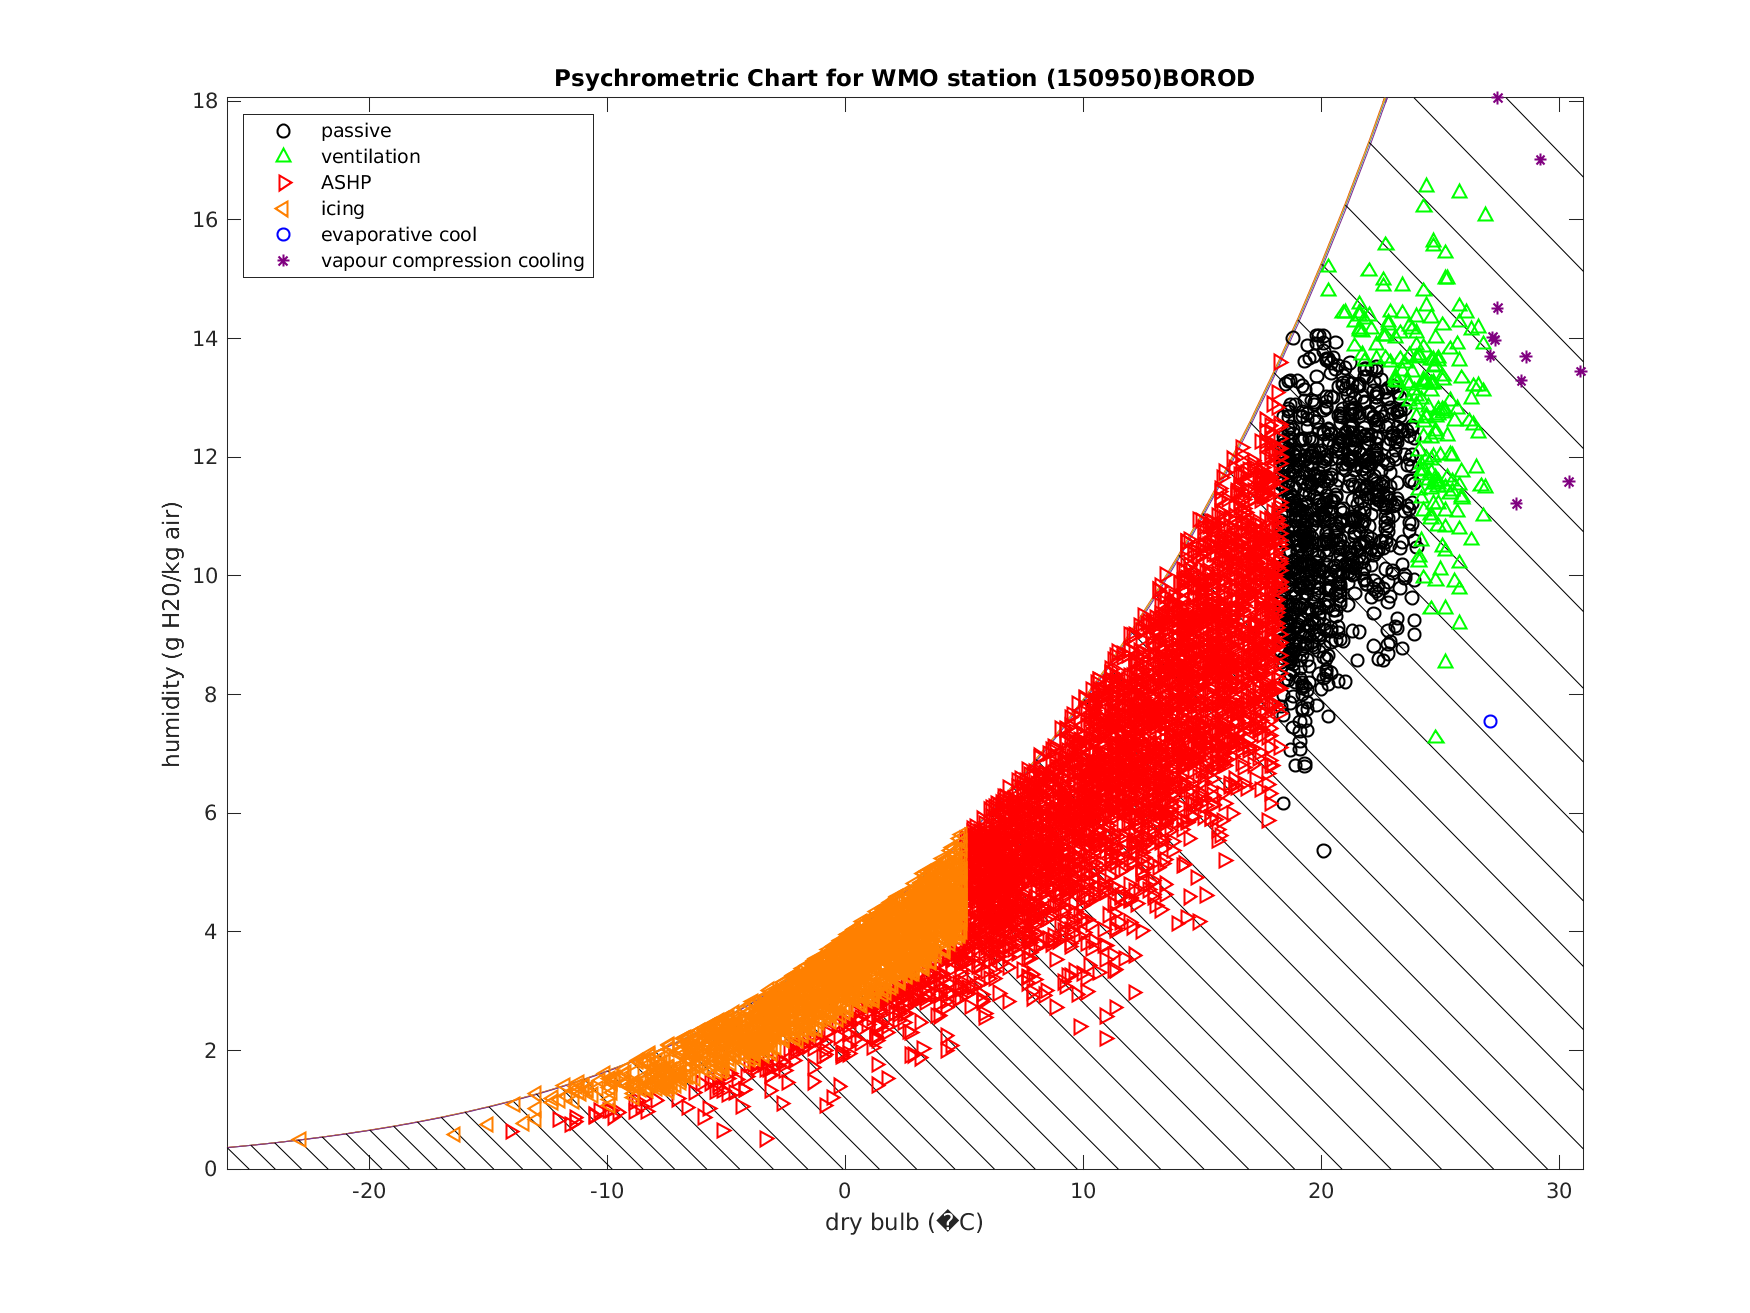 Psychrometric Chart for WMO station (150950)BOROD
passive
ventilation
ASHP
icing
evaporative cool
vapour compression cooling
humidity (g H20/kg air)
18
16
14
12
10
8
6
4
2
0
-20 -10 0 10 20 30
dry bulb (�C)